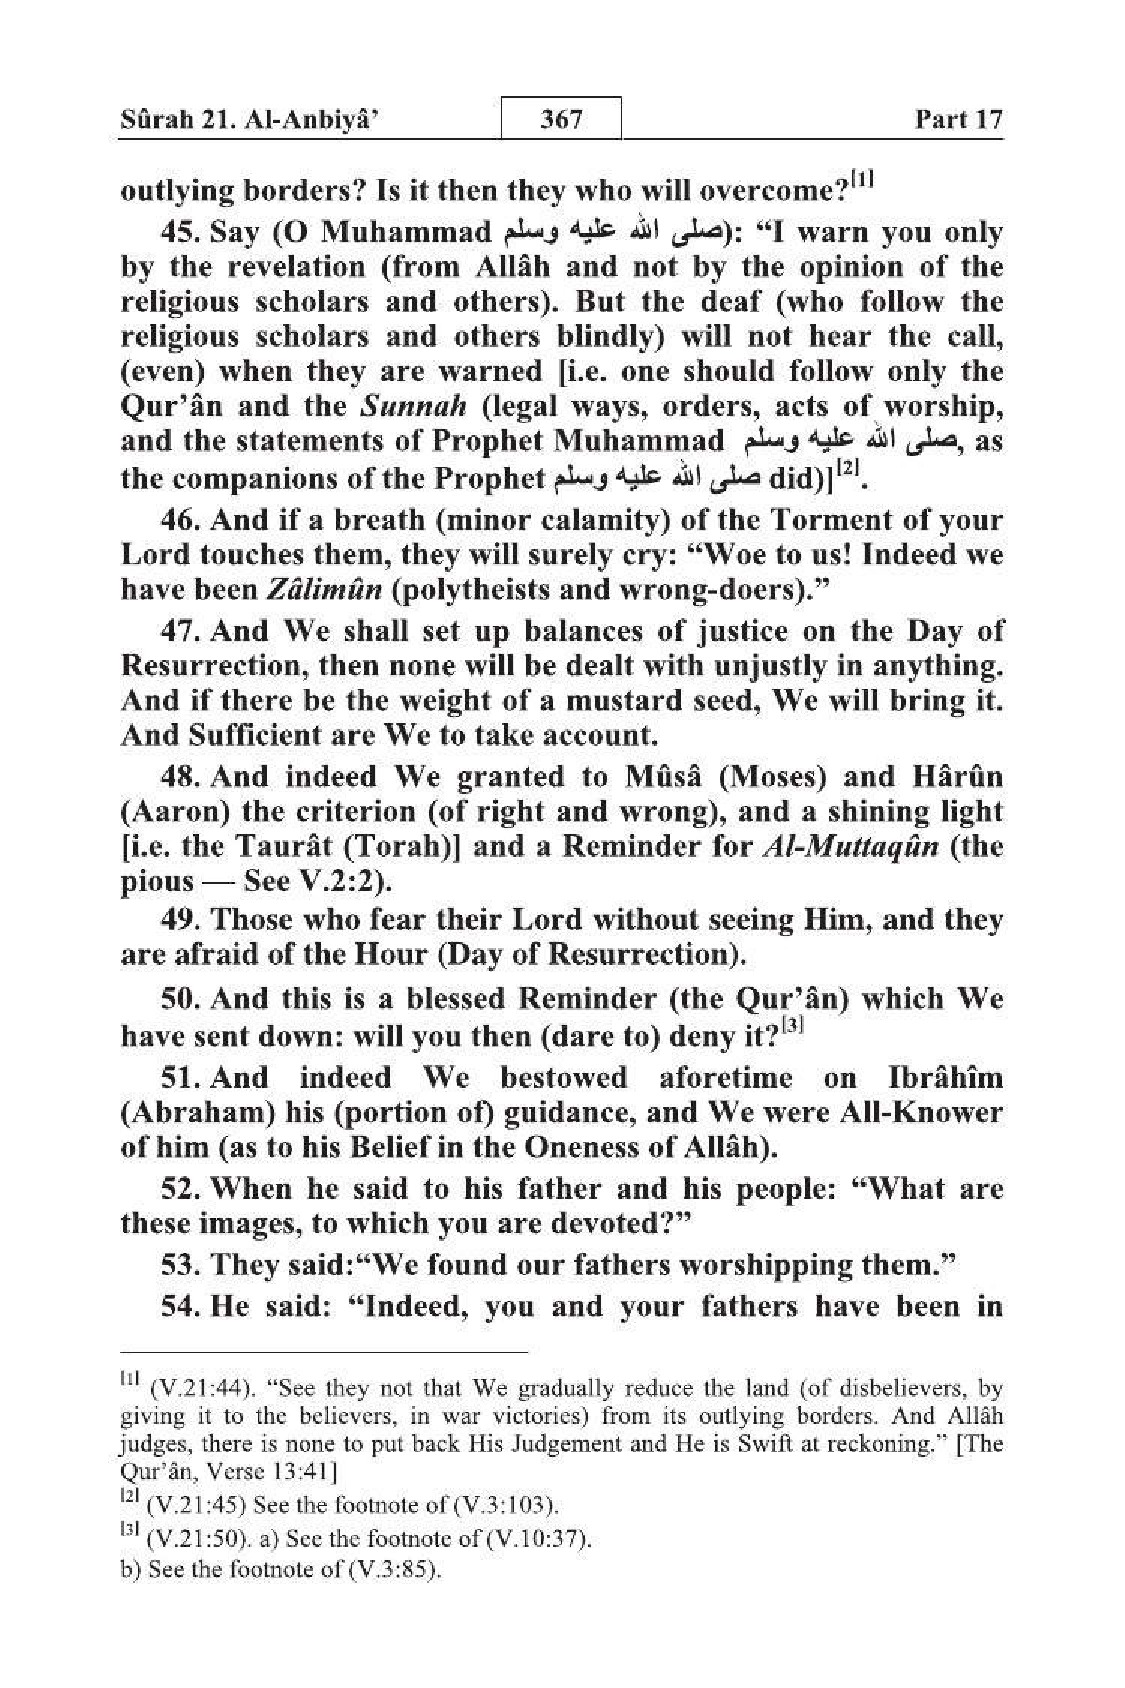 Sûrah 21. Al-Anbiyâ’ 367 Part 17
outlying borders? Is it then they who will overcome?[1]
45. Say (O Muhammad صلى الله عليه وسلم): “I warn you only
by the revelation (from Allâh and not by the opinion of the
religious scholars and others). But the deaf (who follow the
religious scholars and others blindly) will not hear the call,
(even) when they are warned [i.e. one should follow only the
Qur’ân and the Sunnah (legal ways, orders, acts of worship,
and the statements of Prophet Muhammad صلى الله عليه وسلم, as
the companions of the Prophet صلى الله عليه وسلم did)][2].
46. And if a breath (minor calamity) of the Torment of your
Lord touches them, they will surely cry: “Woe to us! Indeed we
have been Zâlimûn (polytheists and wrong-doers).”
47. And We shall set up balances of justice on the Day of
Resurrection, then none will be dealt with unjustly in anything.
And if there be the weight of a mustard seed, We will bring it.
And Sufficient are We to take account.
48. And indeed We granted to Mûsâ (Moses) and Hârûn
(Aaron) the criterion (of right and wrong), and a shining light
[i.e. the Taurât (Torah)] and a Reminder for Al-Muttaqûn (the
pious — See V.2:2).
49. Those who fear their Lord without seeing Him, and they
are afraid of the Hour (Day of Resurrection).
50. And this is a blessed Reminder (the Qur’ân) which We
have sent down: will you then (dare to) deny it?[3]
51. And indeed We bestowed aforetime on Ibrâhîm
(Abraham) his (portion of) guidance, and We were All-Knower
of him (as to his Belief in the Oneness of Allâh).
52. When he said to his father and his people: “What are
these images, to which you are devoted?”
53. They said:“We found our fathers worshipping them.”
54. He said: “Indeed, you and your fathers have been in
[1] (V.21:44). “See they not that We gradually reduce the land (of disbelievers, by
giving it to the believers, in war victories) from its outlying borders. And Allâh
judges, there is none to put back His Judgement and He is Swift at reckoning.” [The
Qur’ân, Verse 13:41]
[2] (V.21:45) See the footnote of (V.3:103).
[3] (V.21:50). a) See the footnote of (V.10:37).
b) See the footnote of (V.3:85).